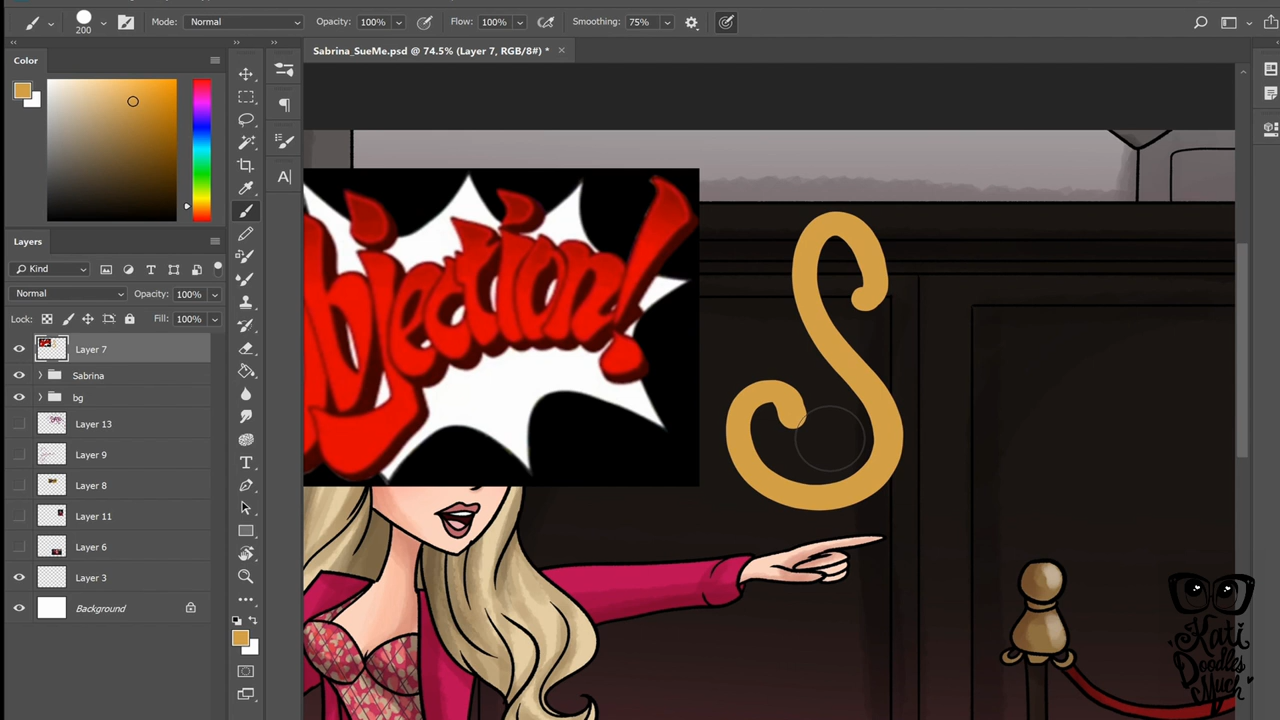 200
Mode: Normal
Opacity: 100%
Flow: 100%
Smoothing: 75%
Color
Sabrina_SueMe.psd @ 74.5% (Layer 7, RGB/8#) *
Layers
Kind
Normal
Opacity: 100%
Lock:
Fill: 100%
Layer 7
Sabrina
bg
Layer 13
Layer 9
Layer 8
Layer 11
Layer 6
Layer 3
Background
bjection!
S
Kati
Doodles
Much